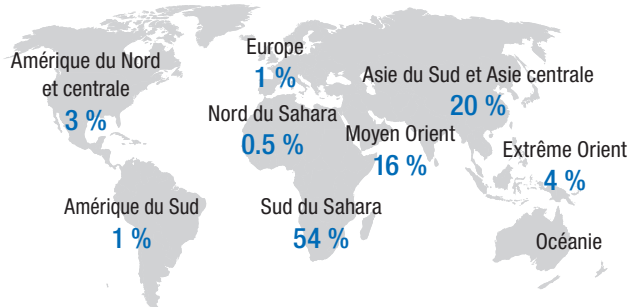 Amérique du Nord
et centrale
3 %
Europe
1 %
Asie du Sud et Asie centrale
20 %
Nord du Sahara
0.5 %
Moyen Orient
16 %
Extrême Orient
4 %
Amérique du Sud
1 %
Sud du Sahara
54 %
Océanie